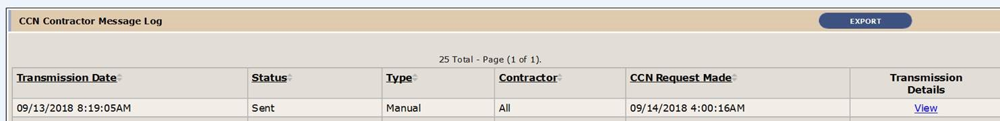 CCN Contractor Message Log
EXPORT
25 Total - Page (1 of 1).
Transmission Date Status Type Contractor CCN Request Made Transmission
Details
09/13/2018 8:19:05AM Sent Manual All 09/14/2018 4:00:16AM View